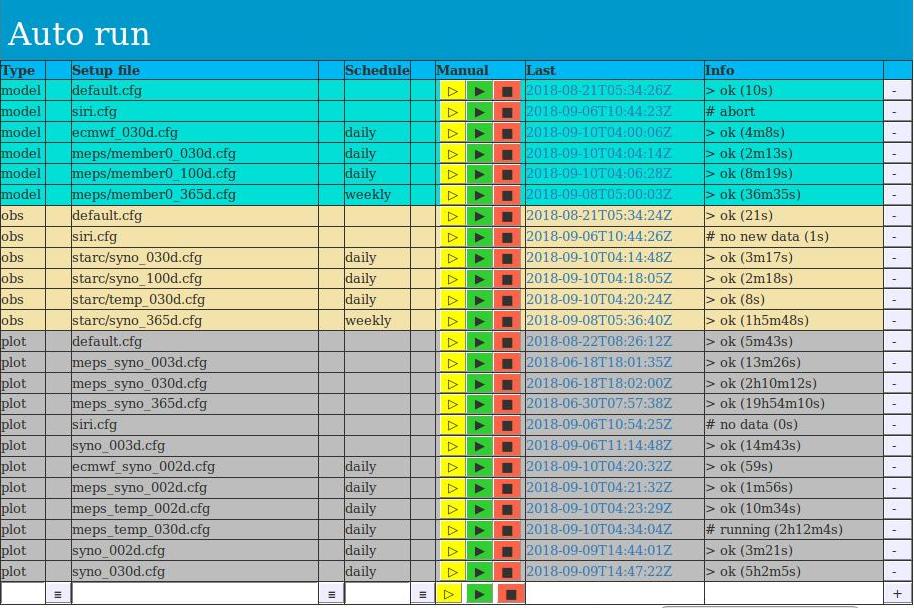 Auto run
Type Setup file Schedule Manual Last Info
model default.cfg ▷ ▶ ■ 2018-08-21T05:34:26Z > ok (10s) -
model siri.cfg ▷ ▶ ■ 2018-09-06T10:44:23Z # abort -
model ecmwf_030d.cfg daily ▷ ▶ ■ 2018-09-10T04:00:06Z > ok (4m8s) -
model meps/member0_030d.cfg daily ▷ ▶ ■ 2018-09-10T04:04:14Z > ok (2m13s) -
model meps/member0_100d.cfg daily ▷ ▶ ■ 2018-09-10T04:06:28Z > ok (8m19s) -
model meps/member0_365d.cfg weekly ▷ ▶ ■ 2018-09-08T05:00:03Z > ok (36m35s) -
obs default.cfg ▷ ▶ ■ 2018-08-21T05:34:24Z > ok (21s) -
obs siri.cfg ▷ ▶ ■ 2018-09-06T10:44:26Z # no new data (1s) -
obs starc/syno_030d.cfg daily ▷ ▶ ■ 2018-09-10T04:14:48Z > ok (3m17s) -
obs starc/syno_100d.cfg daily ▷ ▶ ■ 2018-09-10T04:18:05Z > ok (2m18s) -
obs starc/temp_030d.cfg daily ▷ ▶ ■ 2018-09-10T04:20:24Z > ok (8s) -
obs starc/syno_365d.cfg weekly ▷ ▶ ■ 2018-09-08T05:36:40Z > ok (1h5m48s) -
plot default.cfg ▷ ▶ ■ 2018-08-22T08:26:12Z > ok (5m43s) -
plot meps_syno_003d.cfg ▷ ▶ ■ 2018-06-18T18:01:35Z > ok (13m26s) -
plot meps_syno_030d.cfg ▷ ▶ ■ 2018-06-18T18:02:00Z > ok (2h10m12s) -
plot meps_syno_365d.cfg ▷ ▶ ■ 2018-06-30T07:57:38Z > ok (19h54m10s) -
plot siri.cfg ▷ ▶ ■ 2018-09-06T10:54:25Z # no data (0s) -
plot syno_003d.cfg ▷ ▶ ■ 2018-09-06T11:14:48Z > ok (14m43s) -
plot ecmwf_syno_002d.cfg daily ▷ ▶ ■ 2018-09-10T04:20:32Z > ok (59s) -
plot meps_syno_002d.cfg daily ▷ ▶ ■ 2018-09-10T04:21:32Z > ok (1m56s) -
plot meps_temp_002d.cfg daily ▷ ▶ ■ 2018-09-10T04:23:29Z > ok (10m34s) -
plot meps_temp_030d.cfg daily ▷ ▶ ■ 2018-09-10T04:34:04Z # running (2h12m4s) -
plot syno_002d.cfg daily ▷ ▶ ■ 2018-09-09T14:44:01Z > ok (3m21s) -
plot syno_030d.cfg daily ▷ ▶ ■ 2018-09-09T14:47:22Z > ok (5h2m5s) -
≡ ≡ ≡ ▷ ▶ ■ +